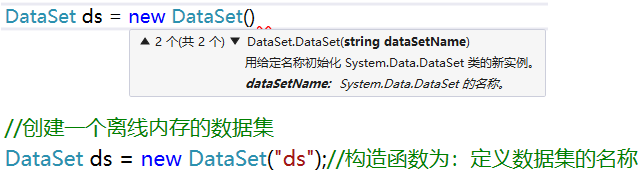 DataSet ds = new DataSet()
▲ 2 个(共 2 个) ▼ DataSet.DataSet(string dataSetName)
用给定名称初始化 System.Data.DataSet 类的新实例。
dataSetName: System.Data.DataSet 的名称。
//创建一个离线内存的数据集
DataSet ds = new DataSet("ds");//构造函数为：定义数据集的名称